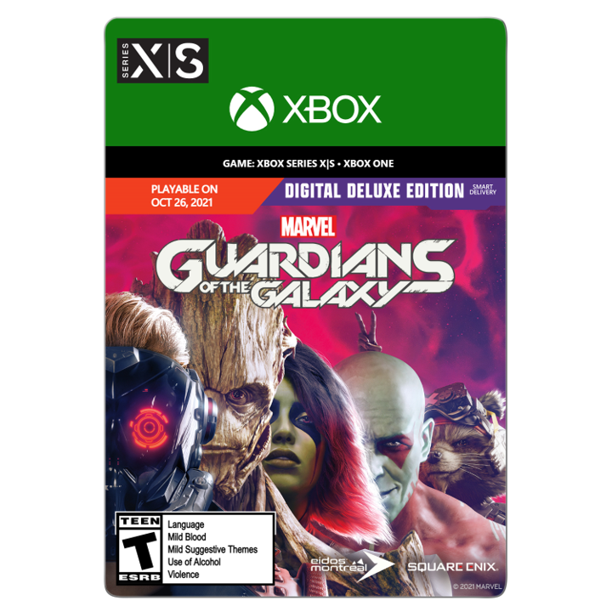 SERIES X|S
XBOX
GAME: XBOX SERIES X|S • XBOX ONE
PLAYABLE ON
OCT 26, 2021
DIGITAL DELUXE EDITION
SMART
DELIVERY
MARVEL
GUARDIANS
OF THE
GALAXY
TEEN
T
ESRB
Language
Mild Blood
Mild Suggestive Themes
Use of Alcohol
Violence
eidos
montréal
SQUARE ENIX
© 2021 MARVEL